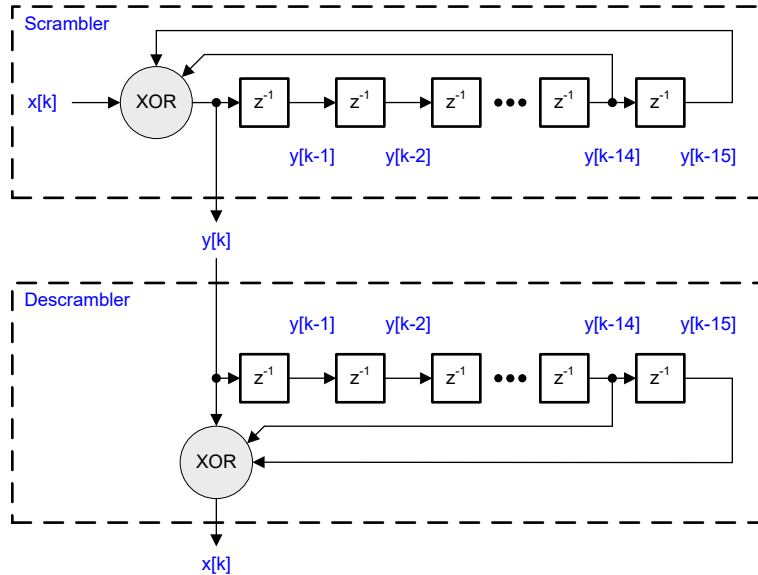 Scrambler
x[k] XOR z⁻¹ z⁻¹ z⁻¹ z⁻¹ z⁻¹
y[k-1] y[k-2] y[k-14] y[k-15]
y[k]
Descrambler
y[k-1] y[k-2] y[k-14] y[k-15]
z⁻¹ z⁻¹ z⁻¹ z⁻¹ z⁻¹
XOR
x[k]